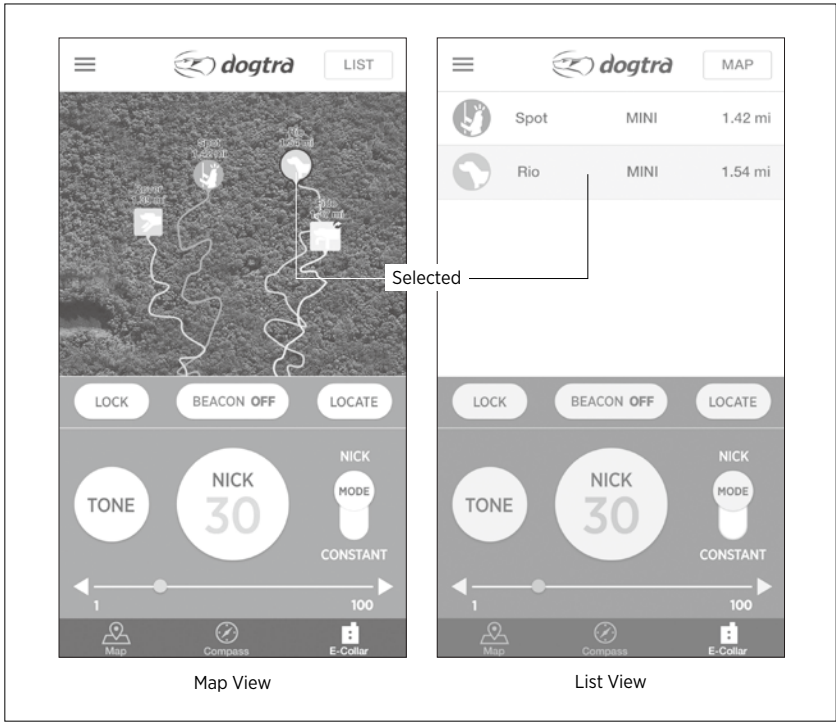 dogtra
LIST
Spot
Rio
LOCK
BEACON OFF
LOCATE
TONE
NICK
30
NICK
MODE
CONSTANT
1
100
Map
Compass
E-Collar
Map View
Selected
dogtra
MAP
Spot MINI 1.42 mi
Rio MINI 1.54 mi
LOCK
BEACON OFF
LOCATE
TONE
NICK
30
NICK
MODE
CONSTANT
1
100
Map
Compass
E-Collar
List View